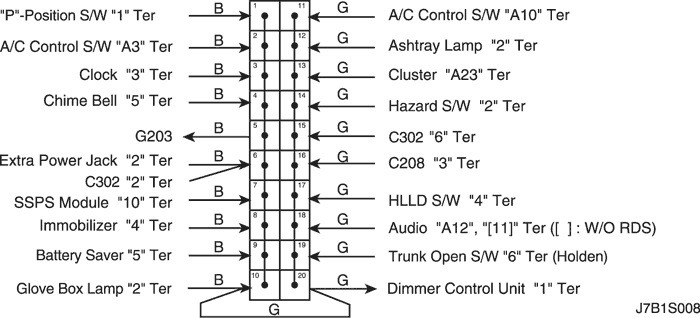 "P"-Position S/W "1" Ter B 1 11 G A/C Control S/W "A10" Ter
A/C Control S/W "A3" Ter B 2 12 G Ashtray Lamp "2" Ter
Clock "3" Ter B 3 13 G Cluster "A23" Ter
Chime Bell "5" Ter B 4 14 G Hazard S/W "2" Ter
G203 B 5 15 G C302 "6" Ter
Extra Power Jack "2" Ter B 6 16 G C208 "3" Ter
C302 "2" Ter
SSPS Module "10" Ter B 7 17 G HLLD S/W "4" Ter
Immobilizer "4" Ter B 8 18 G Audio "A12", "[11]" Ter ([ ] : W/O RDS)
Battery Saver "5" Ter B 9 19 G Trunk Open S/W "6" Ter (Holden)
Glove Box Lamp "2" Ter B 10 20 G Dimmer Control Unit "1" Ter
G
J7B1S008